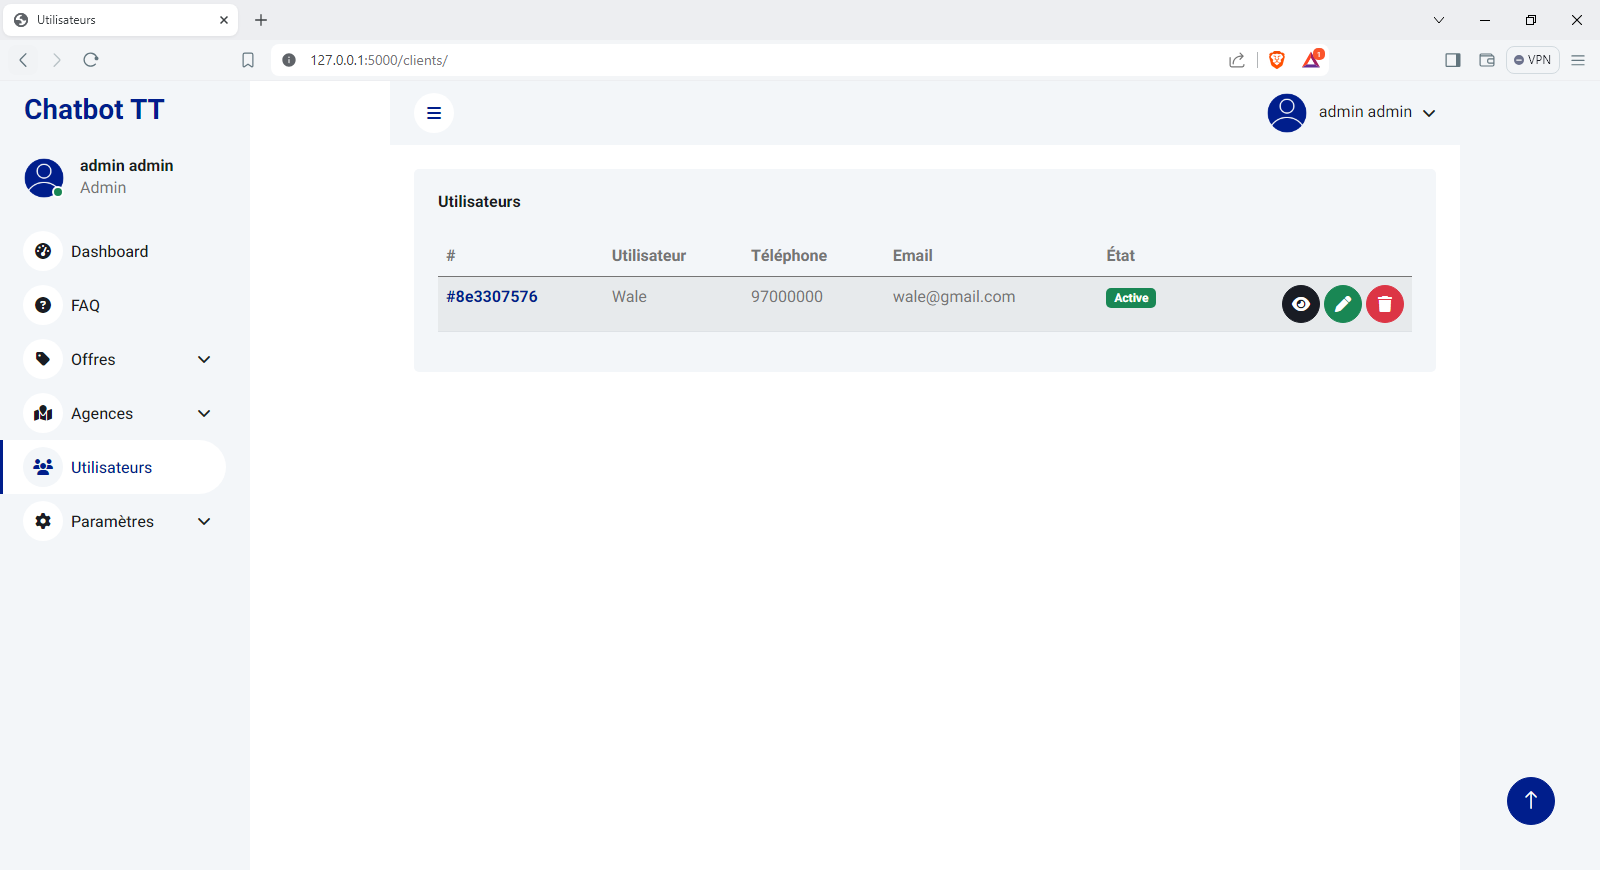 Utilisateurs
127.0.0.1:5000/clients/
1
VPN
Chatbot TT
admin admin
admin admin
Admin
Utilisateurs
Dashboard
# Utilisateur Téléphone Email État
#8e3307576 Wale 97000000 wale@gmail.com Active
FAQ
Offres
Agences
Utilisateurs
Paramètres